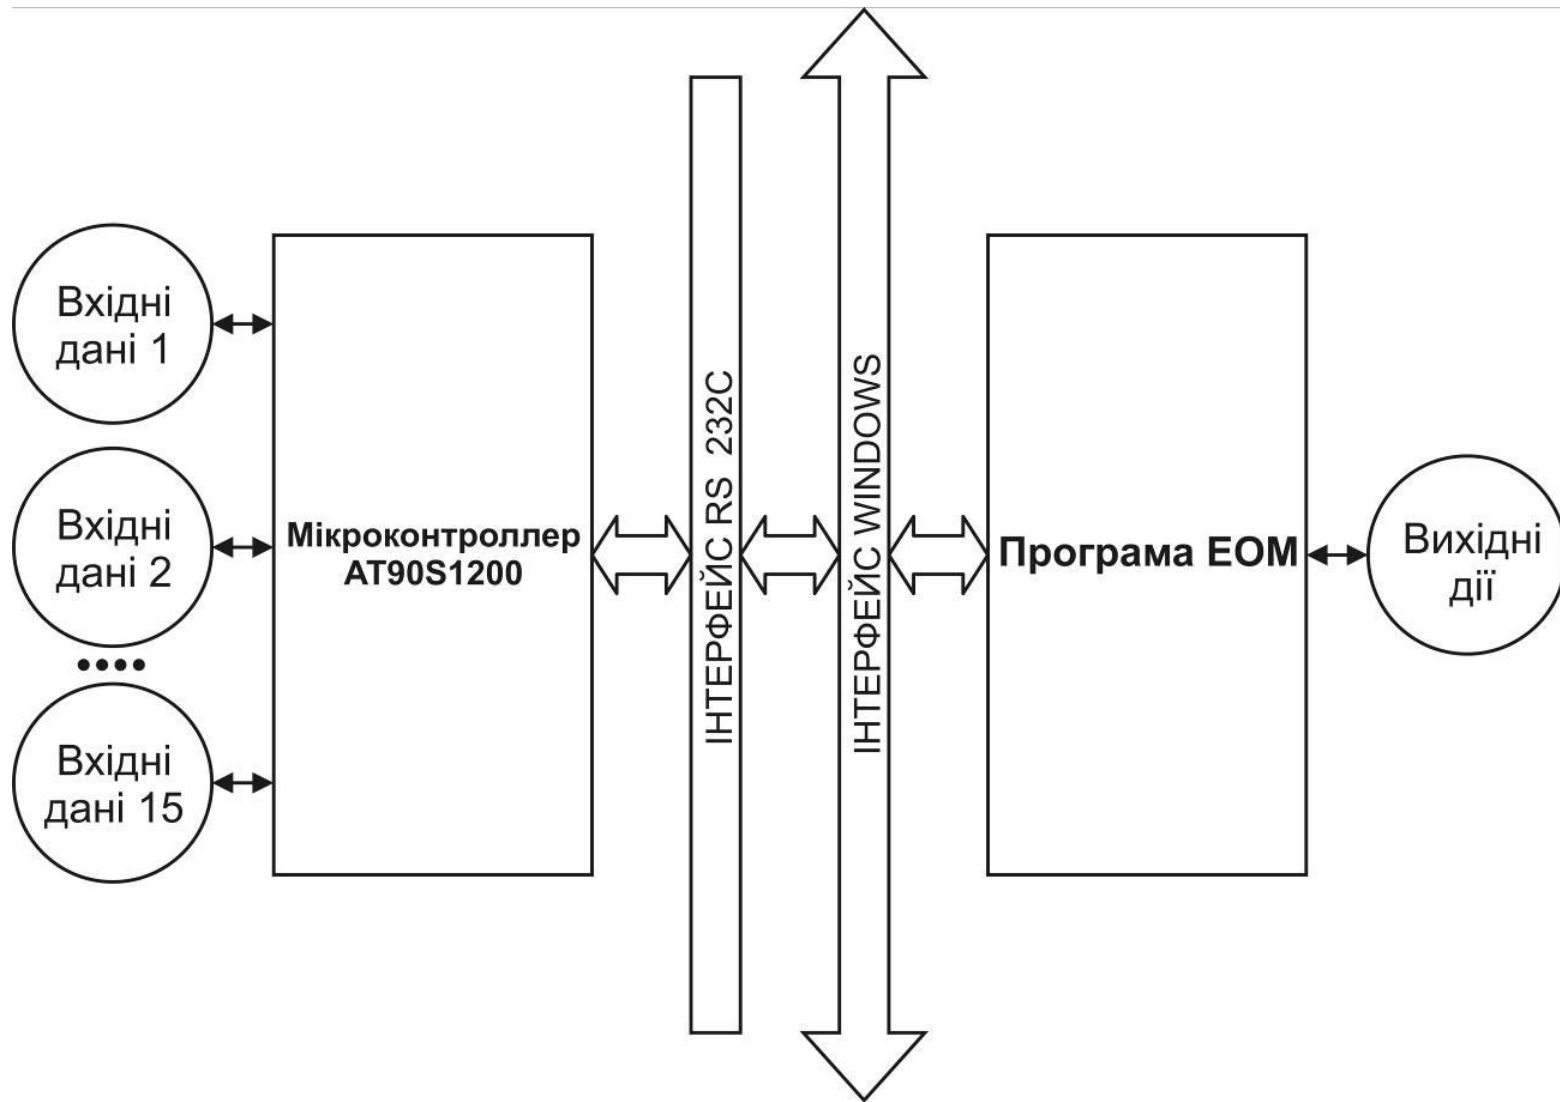 Вхідні
дані 1
Вхідні
дані 2
Вхідні
дані 15
Мікроконтроллер
AT90S1200
ІНТЕРФЕЙС RS 232C
ІНТЕРФЕЙС WINDOWS
Програма ЕОМ
Вихідні
дії